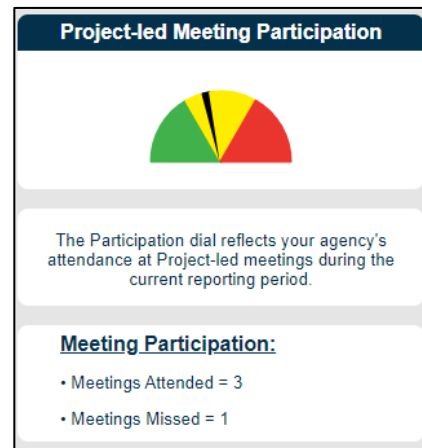 Project-led Meeting Participation
The Participation dial reflects your agency's
attendance at Project-led meetings during the
current reporting period.
Meeting Participation:
• Meetings Attended = 3
• Meetings Missed = 1